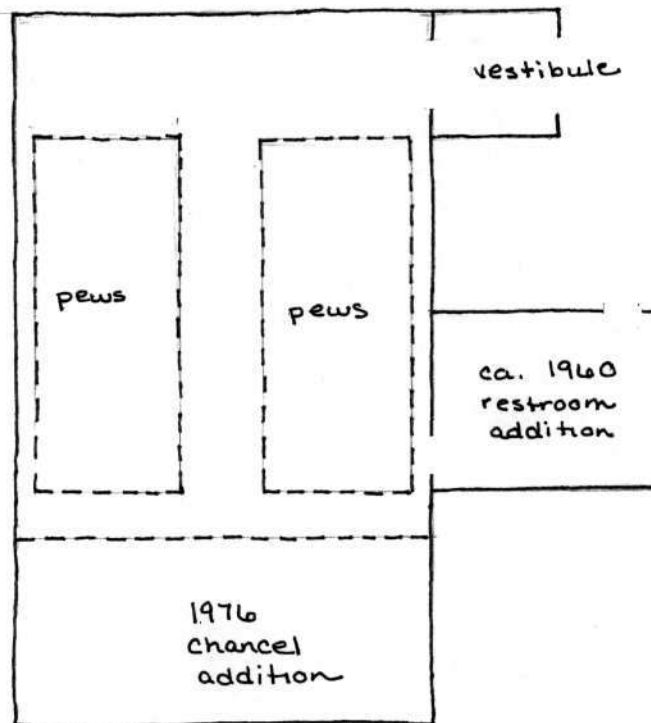 vestibule
pews
pews
ca. 1960
restroom
addition
1976
chancel
addition